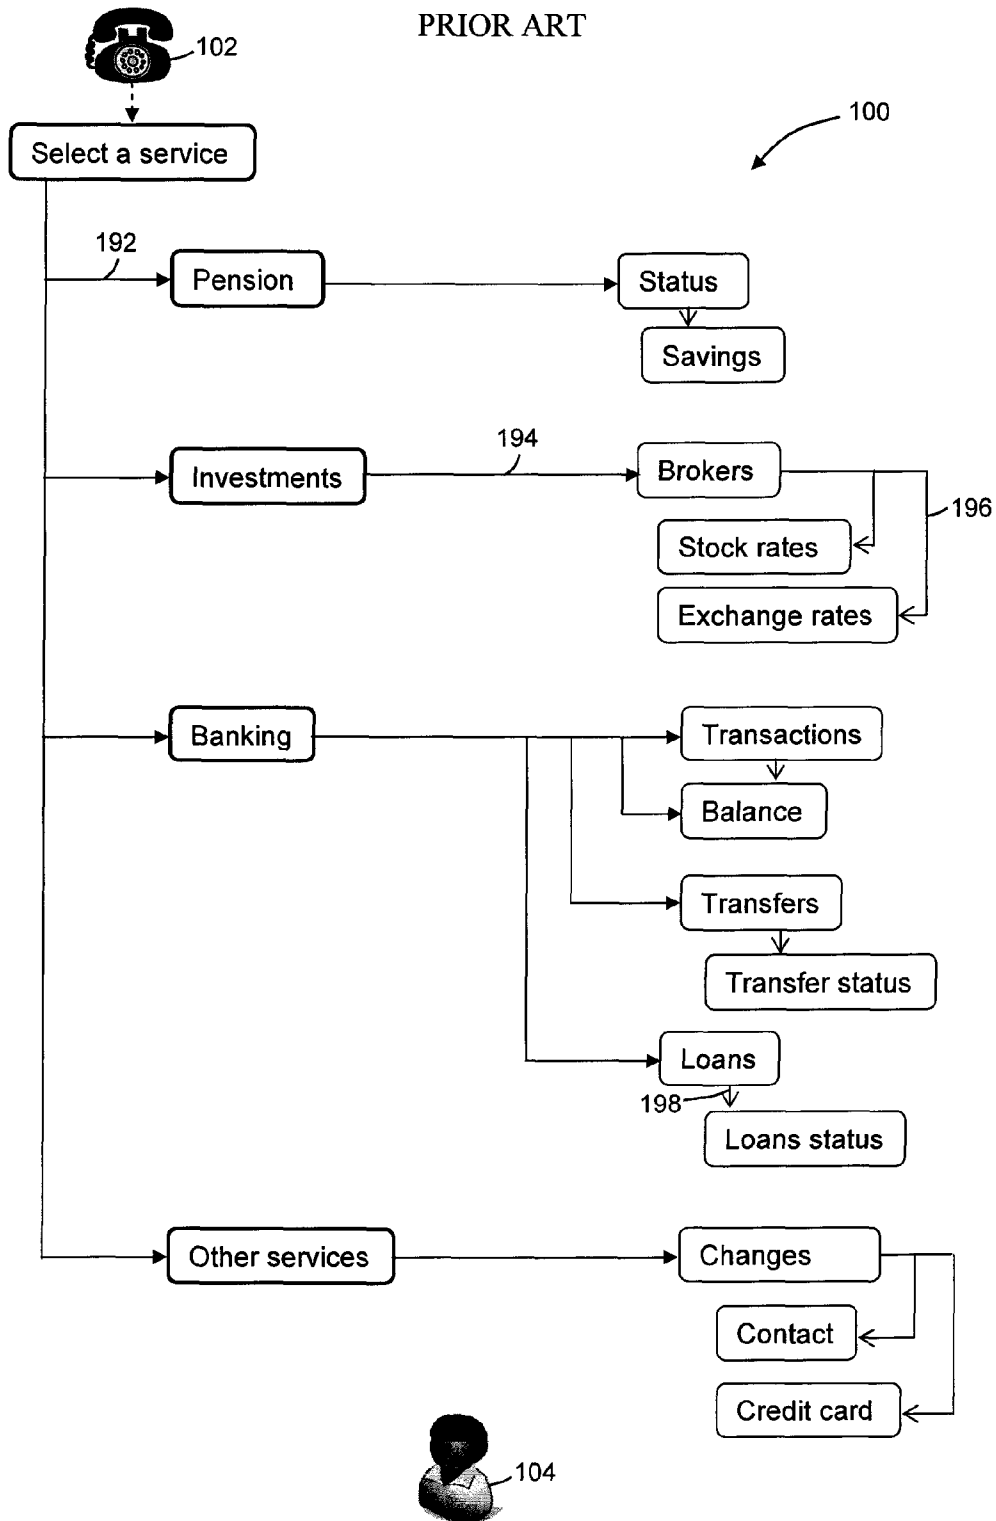 PRIOR ART
102
100
Select a service
192
Pension
Status
Savings
194
Investments
Brokers
196
Stock rates
Exchange rates
Banking
Transactions
Balance
Transfers
Transfer status
Loans
198
Loans status
Other services
Changes
Contact
Credit card
104